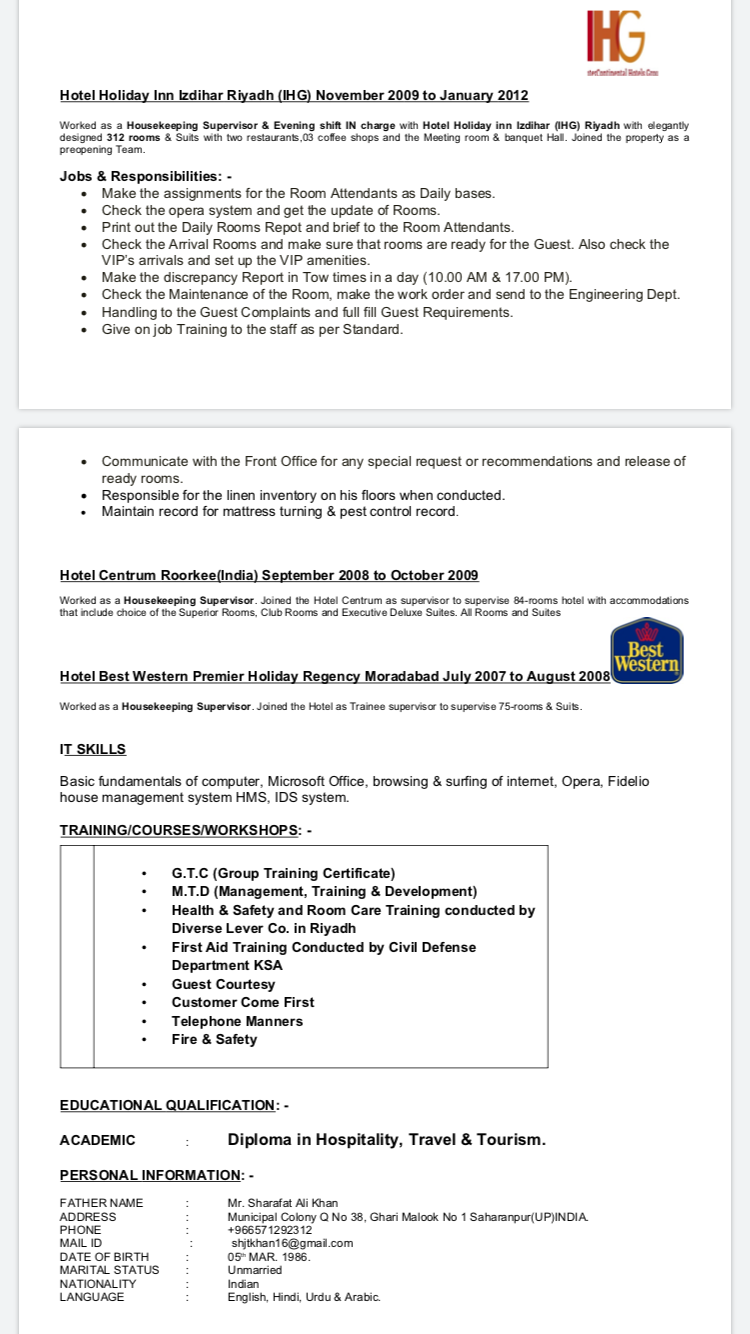 IHG
InterContinental Hotels Group
Hotel Holiday Inn Izdihar Riyadh (IHG) November 2009 to January 2012
Worked as a Housekeeping Supervisor & Evening shift IN charge with Hotel Holiday inn Izdihar (IHG) Riyadh with elegantly
designed 312 rooms & Suits with two restaurants,03 coffee shops and the Meeting room & banquet Hall. Joined the property as a
preopening Team.
Jobs & Responsibilities: -
• Make the assignments for the Room Attendants as Daily bases.
• Check the opera system and get the update of Rooms.
• Print out the Daily Rooms Repot and brief to the Room Attendants.
• Check the Arrival Rooms and make sure that rooms are ready for the Guest. Also check the
VIP's arrivals and set up the VIP amenities.
• Make the discrepancy Report in Tow times in a day (10.00 AM & 17.00 PM).
• Check the Maintenance of the Room, make the work order and send to the Engineering Dept.
• Handling to the Guest Complaints and full fill Guest Requirements.
• Give on job Training to the staff as per Standard.
• Communicate with the Front Office for any special request or recommendations and release of
ready rooms.
• Responsible for the linen inventory on his floors when conducted.
• Maintain record for mattress turning & pest control record.
Hotel Centrum Roorkee(India) September 2008 to October 2009
Worked as a Housekeeping Supervisor. Joined the Hotel Centrum as supervisor to supervise 84-rooms hotel with accommodations
that include choice of the Superior Rooms, Club Rooms and Executive Deluxe Suites. All Rooms and Suites
Best
Western
Hotel Best Western Premier Holiday Regency Moradabad July 2007 to August 2008
Worked as a Housekeeping Supervisor. Joined the Hotel as Trainee supervisor to supervise 75-rooms & Suits.
IT SKILLS
Basic fundamentals of computer, Microsoft Office, browsing & surfing of internet, Opera, Fidelio
house management system HMS, IDS system.
TRAINING/COURSES/WORKSHOPS: -
• G.T.C (Group Training Certificate)
• M.T.D (Management, Training & Development)
• Health & Safety and Room Care Training conducted by
Diverse Lever Co. in Riyadh
• First Aid Training Conducted by Civil Defense
Department KSA
• Guest Courtesy
• Customer Come First
• Telephone Manners
• Fire & Safety
EDUCATIONAL QUALIFICATION: -
ACADEMIC : Diploma in Hospitality, Travel & Tourism.
PERSONAL INFORMATION: -
FATHER NAME : Mr. Sharafat Ali Khan
ADDRESS : Municipal Colony Q No 38, Ghari Malook No 1 Saharanpur(UP)INDIA.
PHONE : +966571292312
MAIL ID : shjtkhan16@gmail.com
DATE OF BIRTH : 05th MAR. 1986.
MARITAL STATUS : Unmarried
NATIONALITY : Indian
LANGUAGE : English, Hindi, Urdu & Arabic.